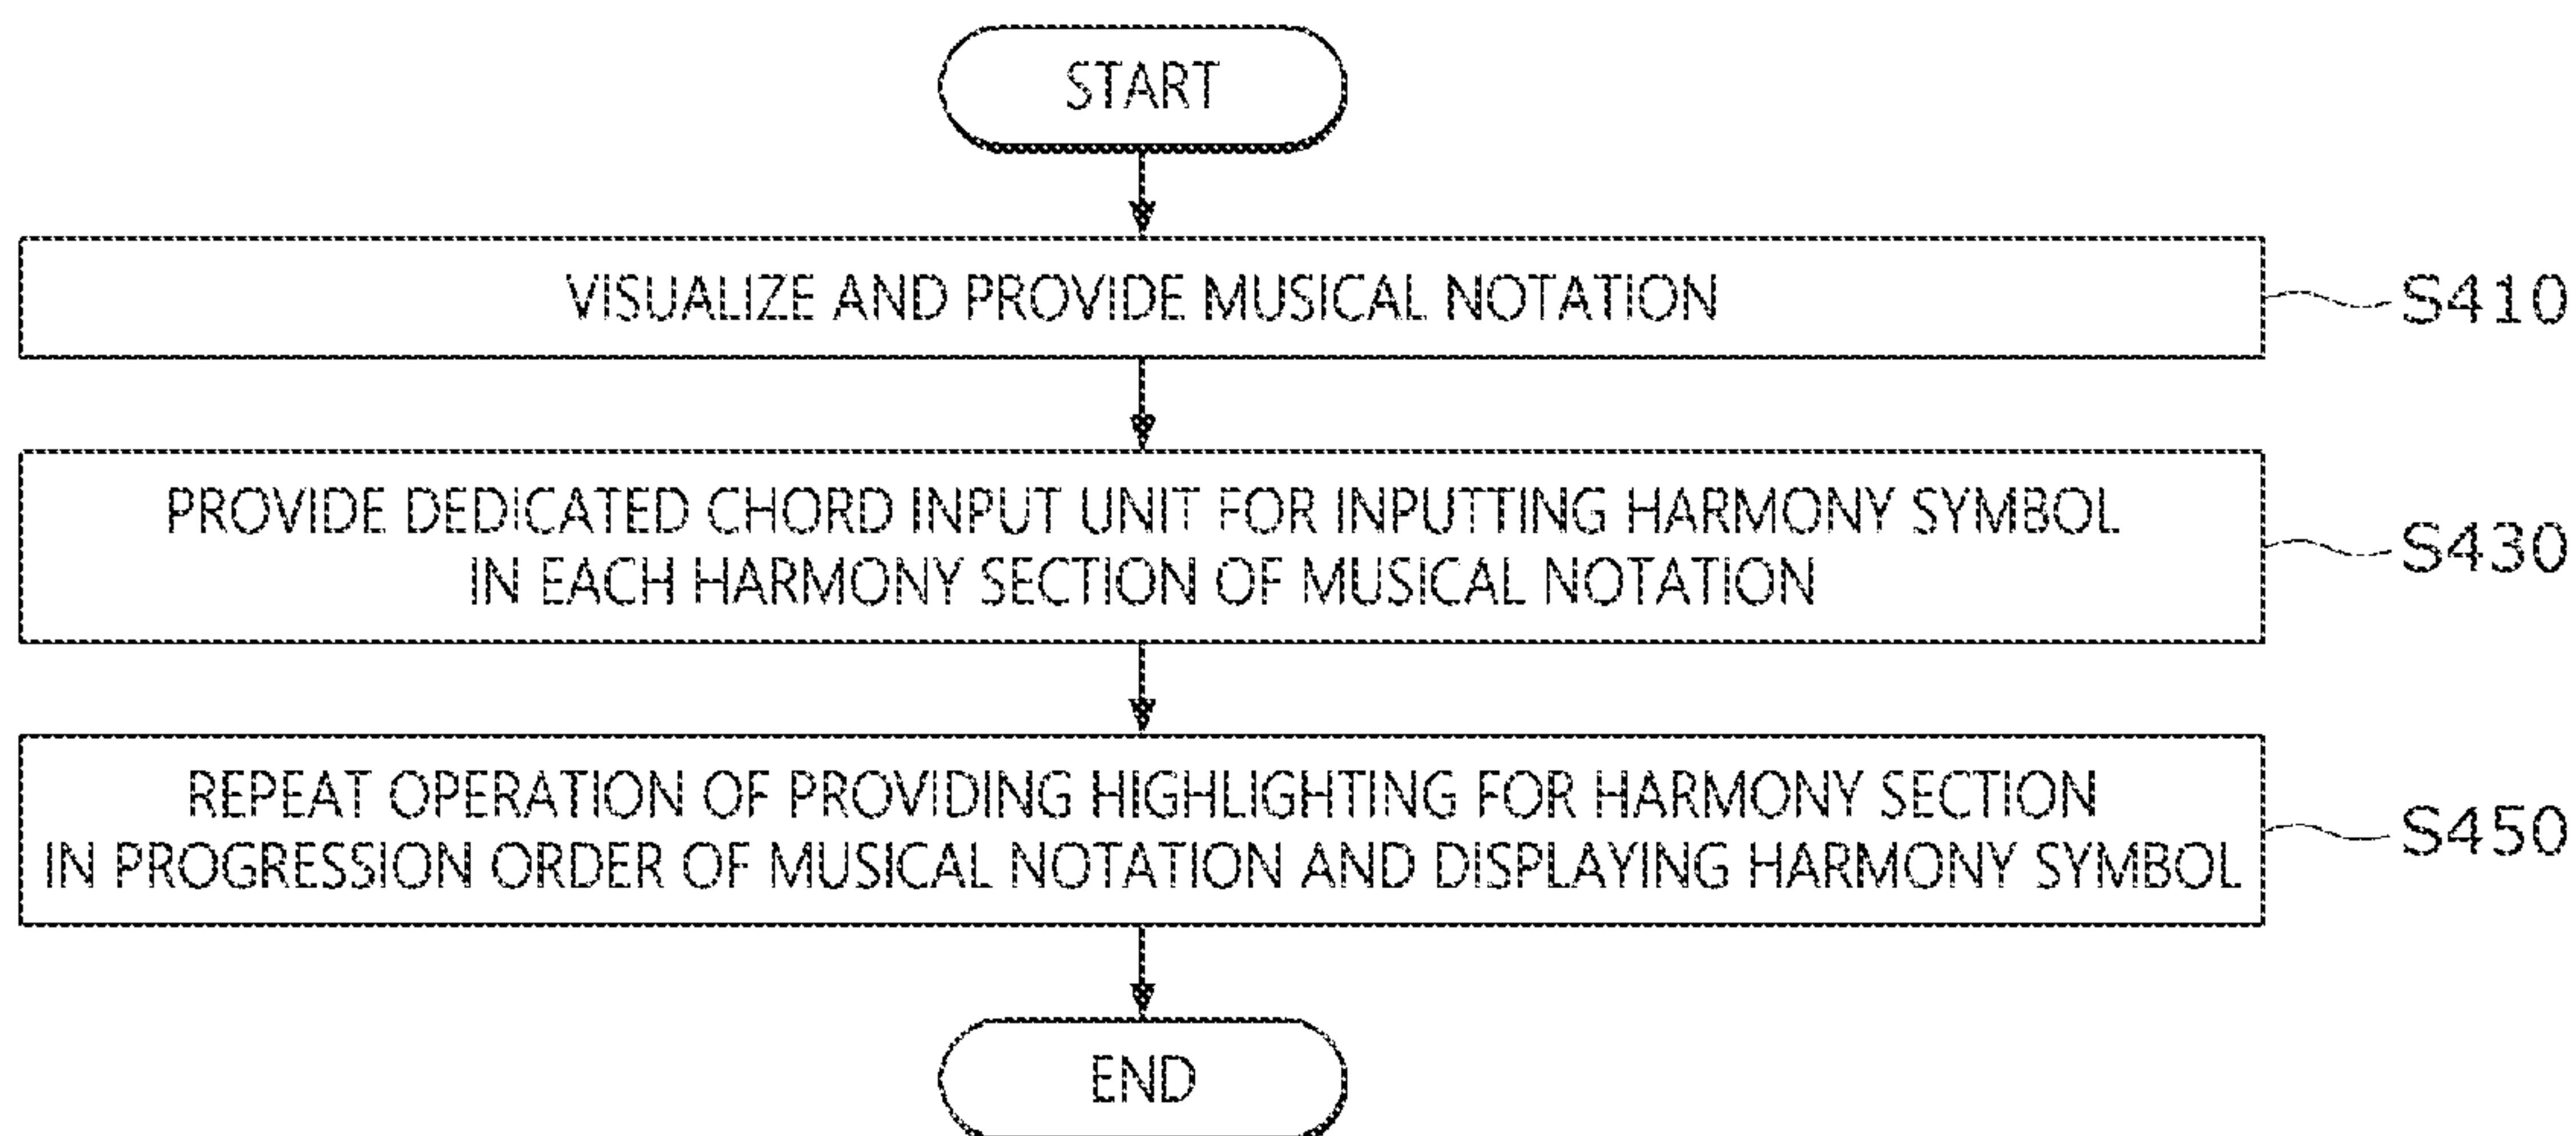 START
VISUALIZE AND PROVIDE MUSICAL NOTATION
S410
PROVIDE DEDICATED CHORD INPUT UNIT FOR INPUTTING HARMONY SYMBOL
IN EACH HARMONY SECTION OF MUSICAL NOTATION
S430
REPEAT OPERATION OF PROVIDING HIGHLIGHTING FOR HARMONY SECTION
IN PROGRESSION ORDER OF MUSICAL NOTATION AND DISPLAYING HARMONY SYMBOL
S450
END